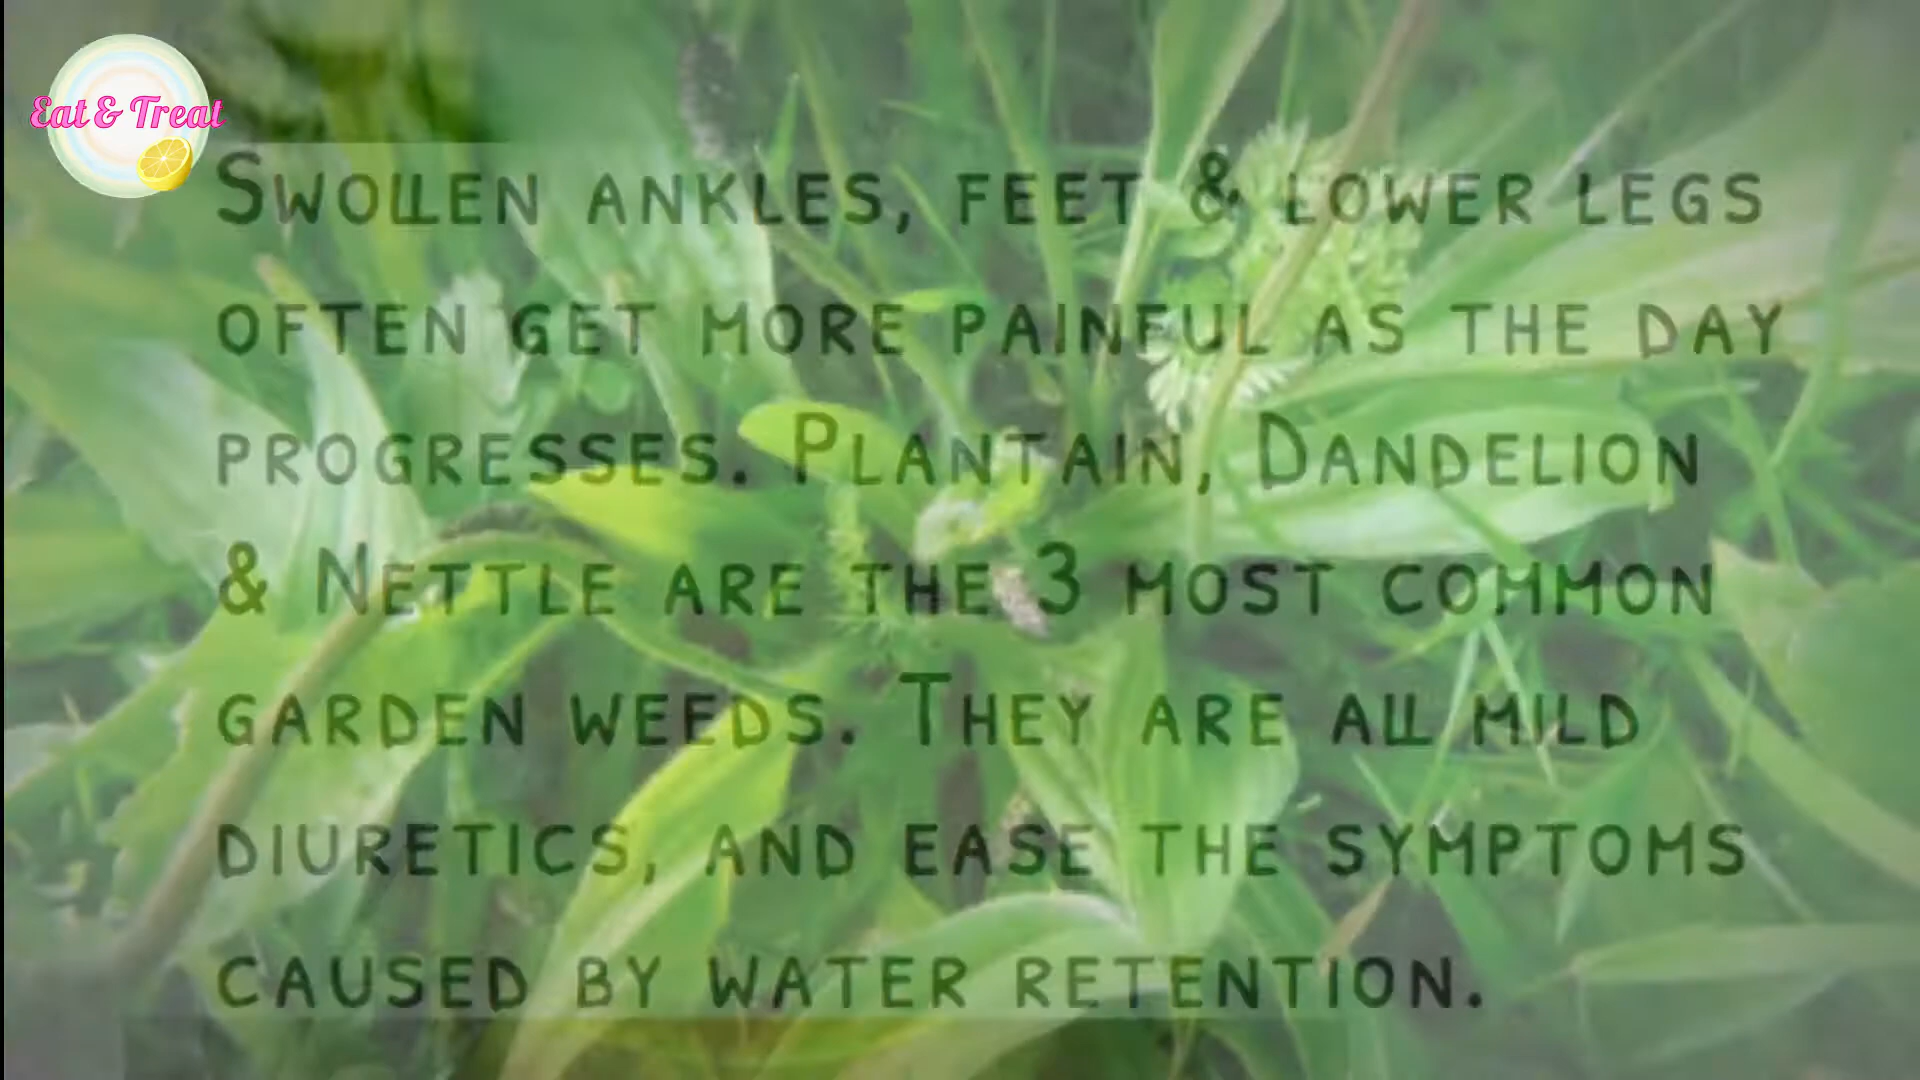 Eat & Treat
Swollen ankles, feet & lower legs
often get more painful as the day
progresses. Plantain, Dandelion
& Nettle are the 3 most common
garden weeds. They are all mild
diuretics, and ease the symptoms
caused by water retention.